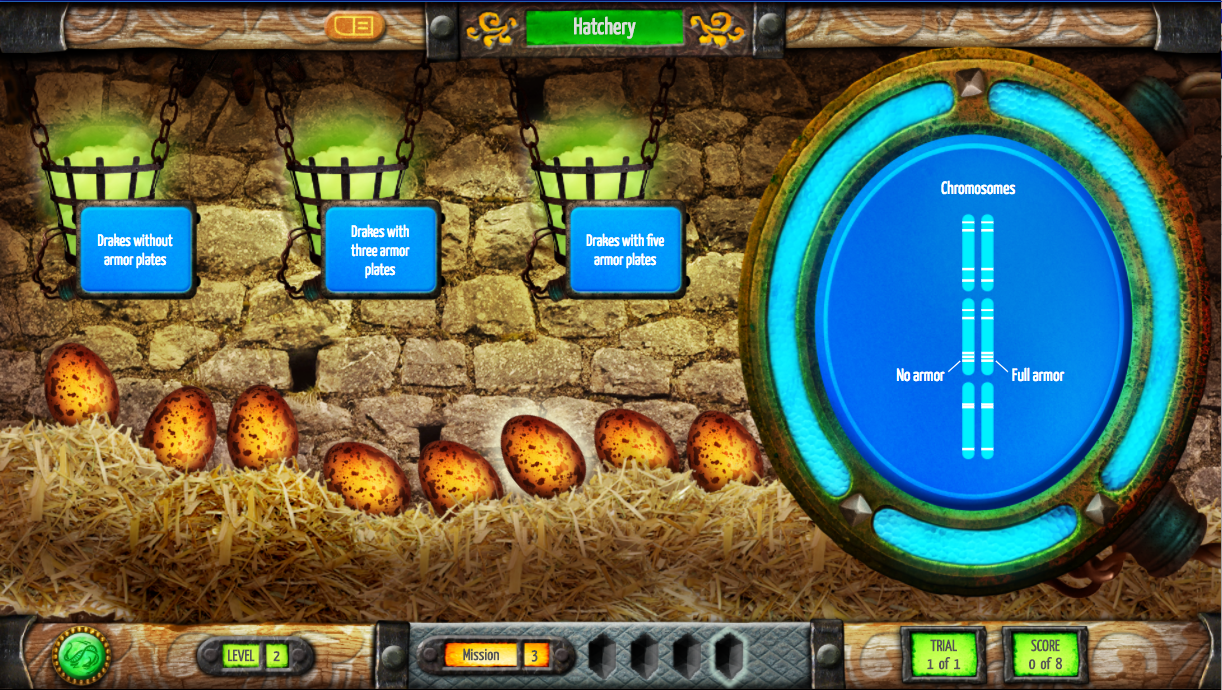 Hatchery
Drakes without
armor plates
Drakes with
three armor
plates
Drakes with five
armor plates
Chromosomes
No armor
Full armor
LEVEL 2
Mission 3
TRIAL
1 of 1
SCORE
0 of 8